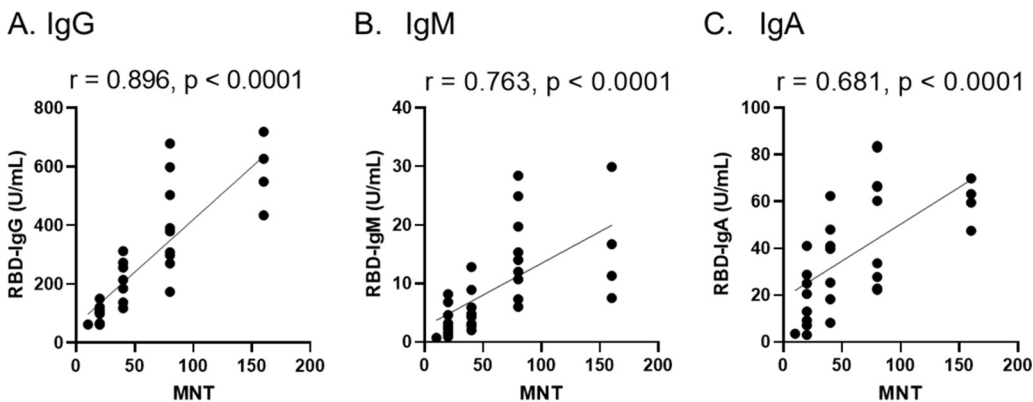 A. IgG
r = 0.896, p < 0.0001
800
600
400
200
0
RBD-IgG (U/mL)
0 50 100 150 200
MNT
B. IgM
r = 0.763, p < 0.0001
40
30
20
10
0
RBD-IgM (U/mL)
0 50 100 150 200
MNT
C. IgA
r = 0.681, p < 0.0001
100
80
60
40
20
0
RBD-IgA (U/mL)
0 50 100 150 200
MNT